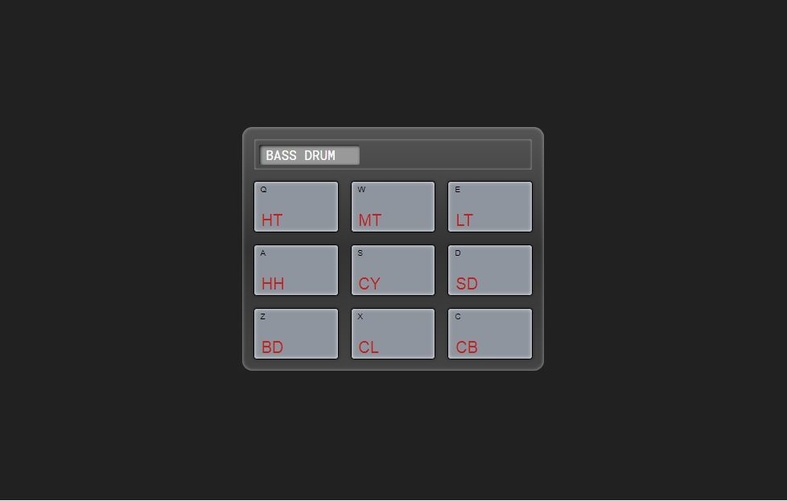 BASS DRUM
Q W E
HT MT LT
A S D
HH CY SD
Z X C
BD CL CB